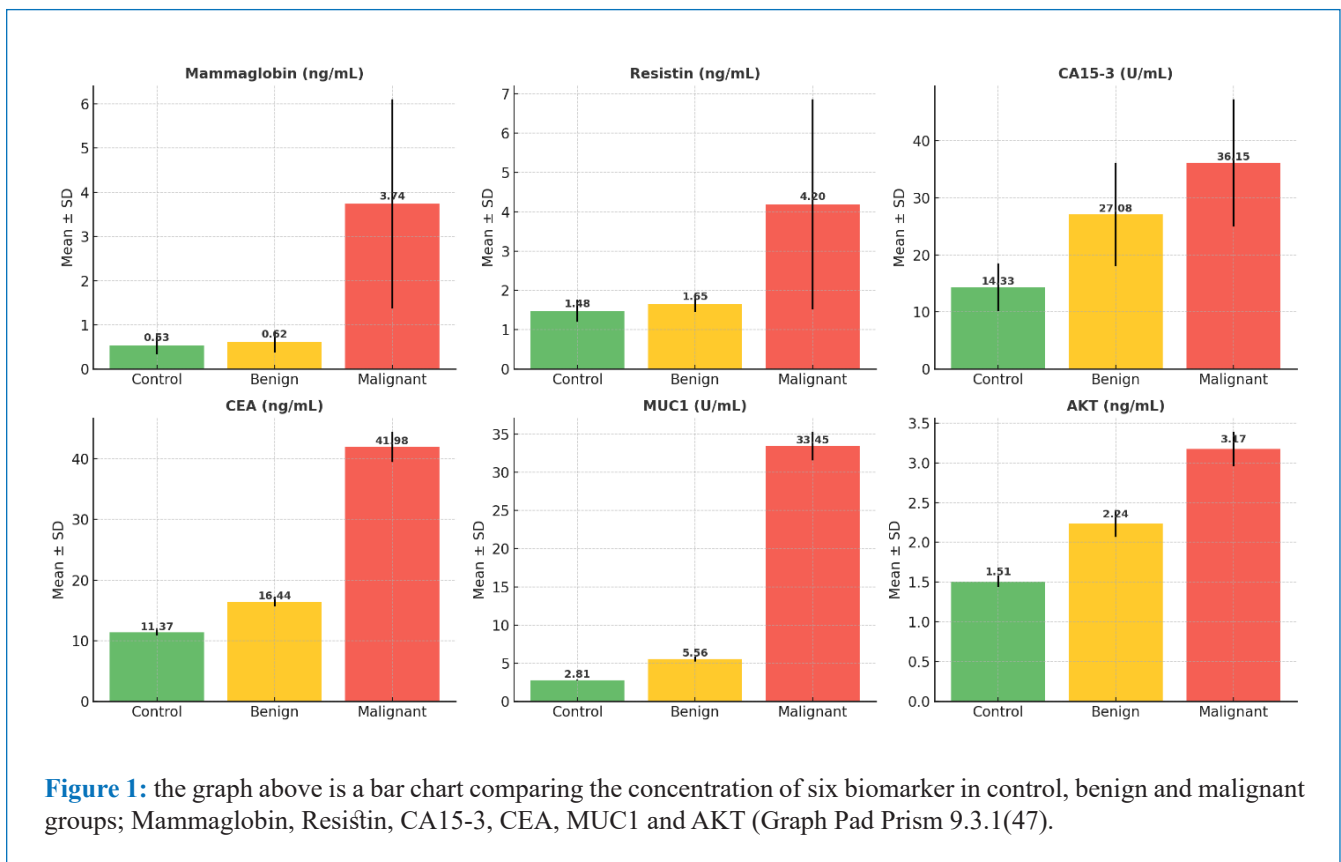 Mammaglobin (ng/mL)
Mean ± SD
6
5
4
3
2
1
0
0.53
0.62
3.74
Control Benign Malignant
Resistin (ng/mL)
Mean ± SD
7
6
5
4
3
2
1
0
1.48
1.65
4.20
Control Benign Malignant
CA15-3 (U/mL)
Mean ± SD
40
30
20
10
0
14.33
27.08
36.15
Control Benign Malignant
CEA (ng/mL)
Mean ± SD
40
30
20
10
0
11.37
16.44
41.98
Control Benign Malignant
MUC1 (U/mL)
Mean ± SD
35
30
25
20
15
10
5
0
2.81
5.56
33.45
Control Benign Malignant
AKT (ng/mL)
Mean ± SD
3.5
3.0
2.5
2.0
1.5
1.0
0.5
0.0
1.51
2.24
3.17
Control Benign Malignant
Figure 1: the graph above is a bar chart comparing the concentration of six biomarker in control, benign and malignant
groups; Mammaglobin, Resistin, CA15-3, CEA, MUC1 and AKT (Graph Pad Prism 9.3.1(47).